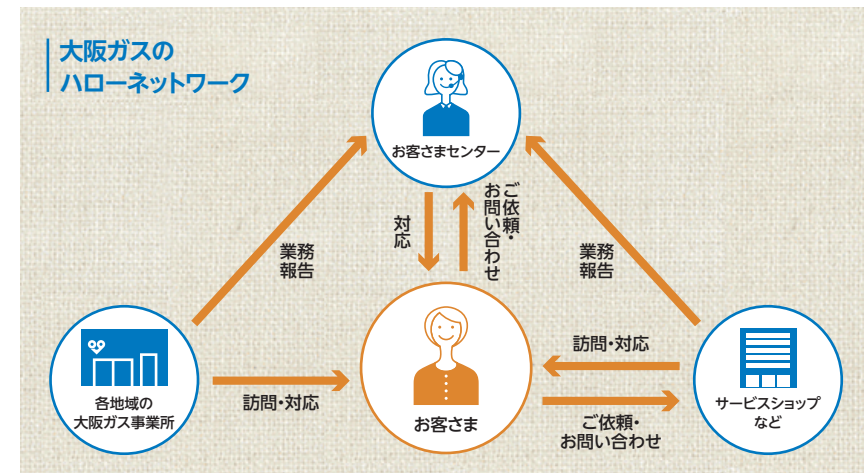 大阪ガスの
ハローネットワーク
お客さまセンター
対応
ご依頼・
お問い合わせ
業務
報告
業務
報告
各地域の
大阪ガス事業所
訪問・対応
お客さま
訪問・対応
ご依頼・
お問い合わせ
サービスショップ
など